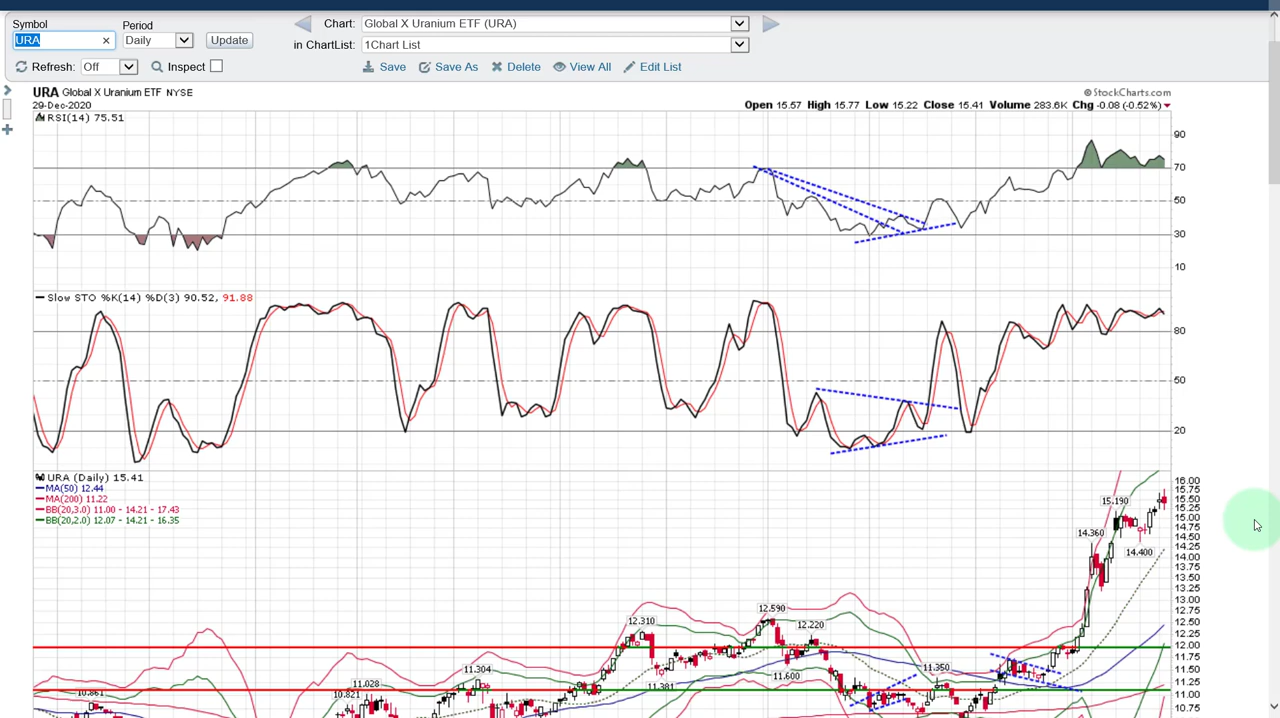 Symbol
Period
Chart: Global X Uranium ETF (URA)
URA × Daily Update
in ChartList: 1Chart List
Refresh: Off Inspect
Save Save As Delete View All Edit List
URA Global X Uranium ETF NYSE
© StockCharts.com
29-Dec-2020
Open 15.57 High 15.77 Low 15.22 Close 15.41 Volume 283.6K Chg -0.08 (-0.52%)
RSI(14) 75.51
90
70
50
30
10
Slow STO %K(14) %D(3) 90.52, 91.88
80
50
20
URA (Daily) 15.41
MA(50) 12.44
MA(200) 11.22
BB(20,3.0) 11.00 - 14.21 - 17.43
BB(20,2.0) 12.07 - 14.21 - 16.35
16.00
15.75
15.50
15.25
15.00
14.75
14.50
14.25
14.00
13.75
13.50
13.25
13.00
12.75
12.50
12.25
12.00
11.75
11.50
11.25
11.00
10.75
15.190
14.360
14.400
12.590
12.310
12.220
11.600
11.350
11.381
11.304
11.028
10.821
10.861